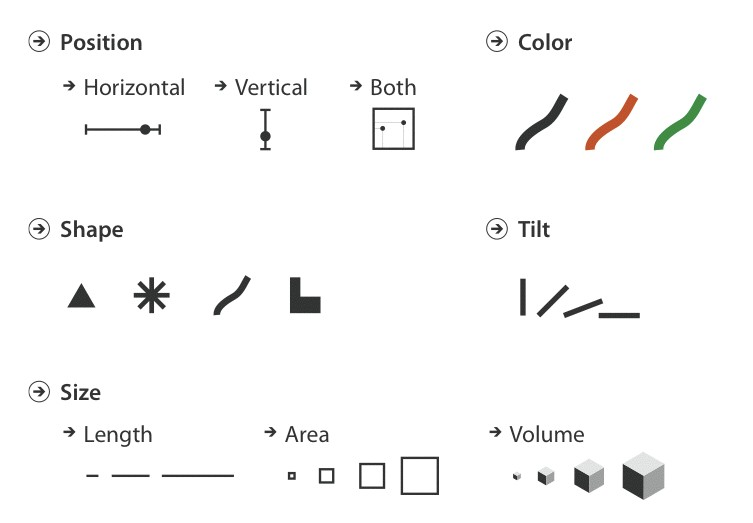 Position
Horizontal
Vertical
Both
Color
Shape
Tilt
Size
Length
Area
Volume